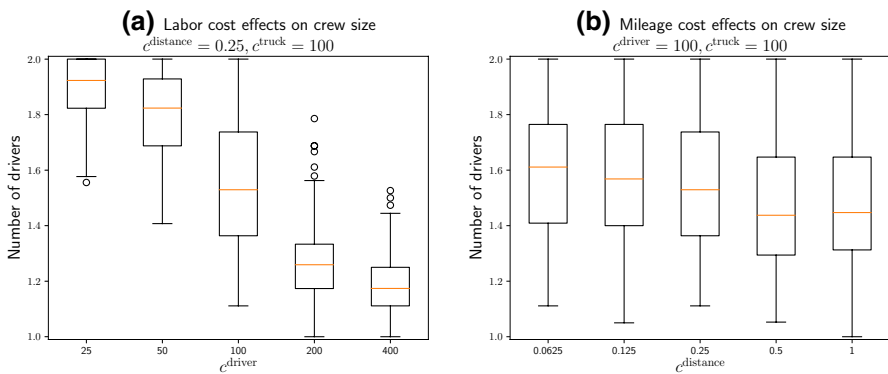 (a) Labor cost effects on crew size
c^distance = 0.25, c^truck = 100
Number of drivers
2.0
1.8
1.6
1.4
1.2
1.0
25 50 100 200 400
c^driver
(b) Mileage cost effects on crew size
c^driver = 100, c^truck = 100
Number of drivers
2.0
1.8
1.6
1.4
1.2
1.0
0.0625 0.125 0.25 0.5 1
c^distance